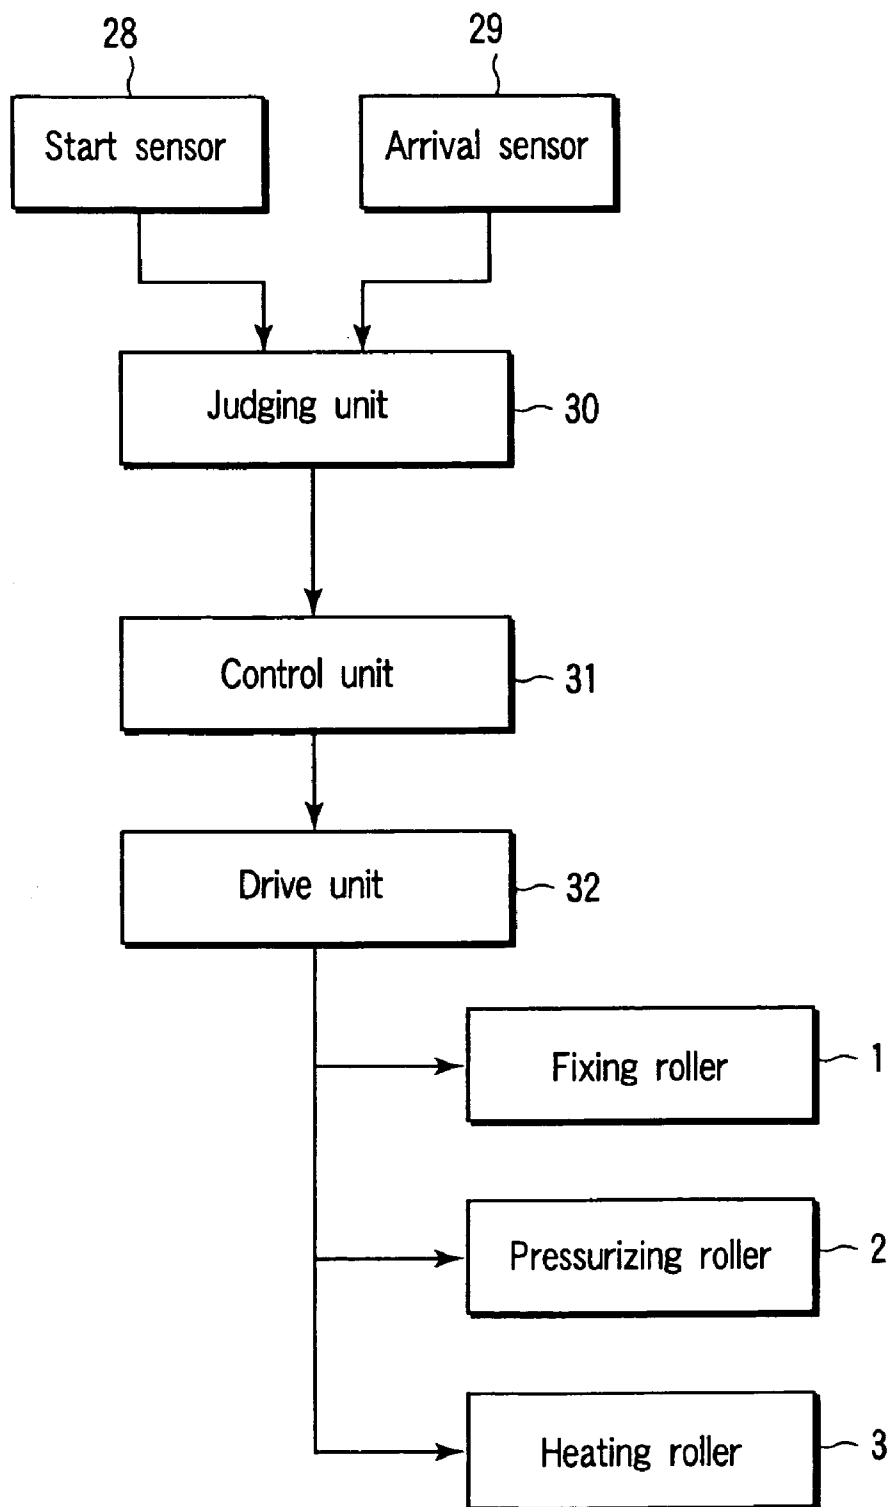 28
29
Start sensor
Arrival sensor
Judging unit
30
Control unit
31
Drive unit
32
Fixing roller
1
Pressurizing roller
2
Heating roller
3